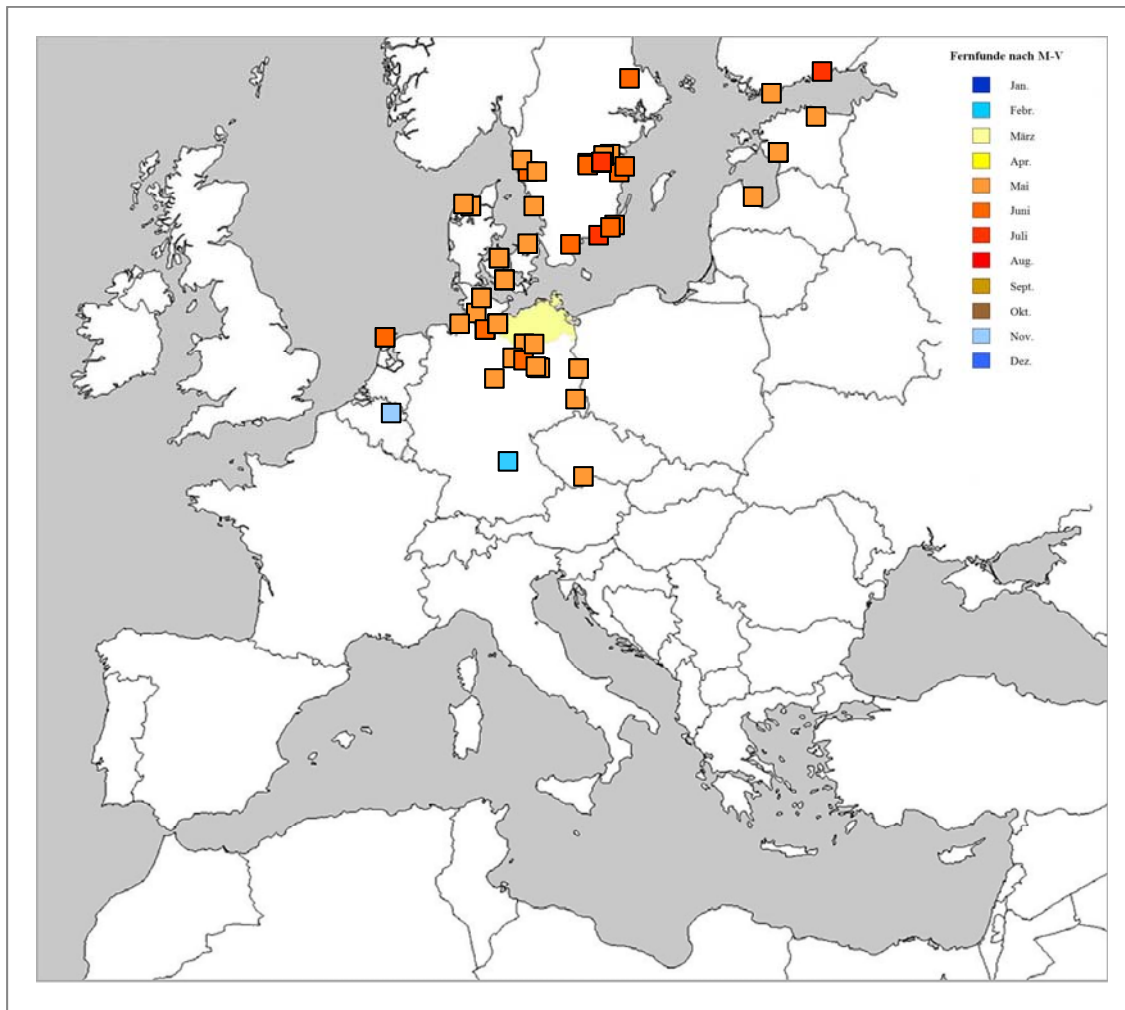 Fernfunde nach M-V
Jan.
Febr.
März
Apr.
Mai
Juni
Juli
Aug.
Sept.
Okt.
Nov.
Dez.